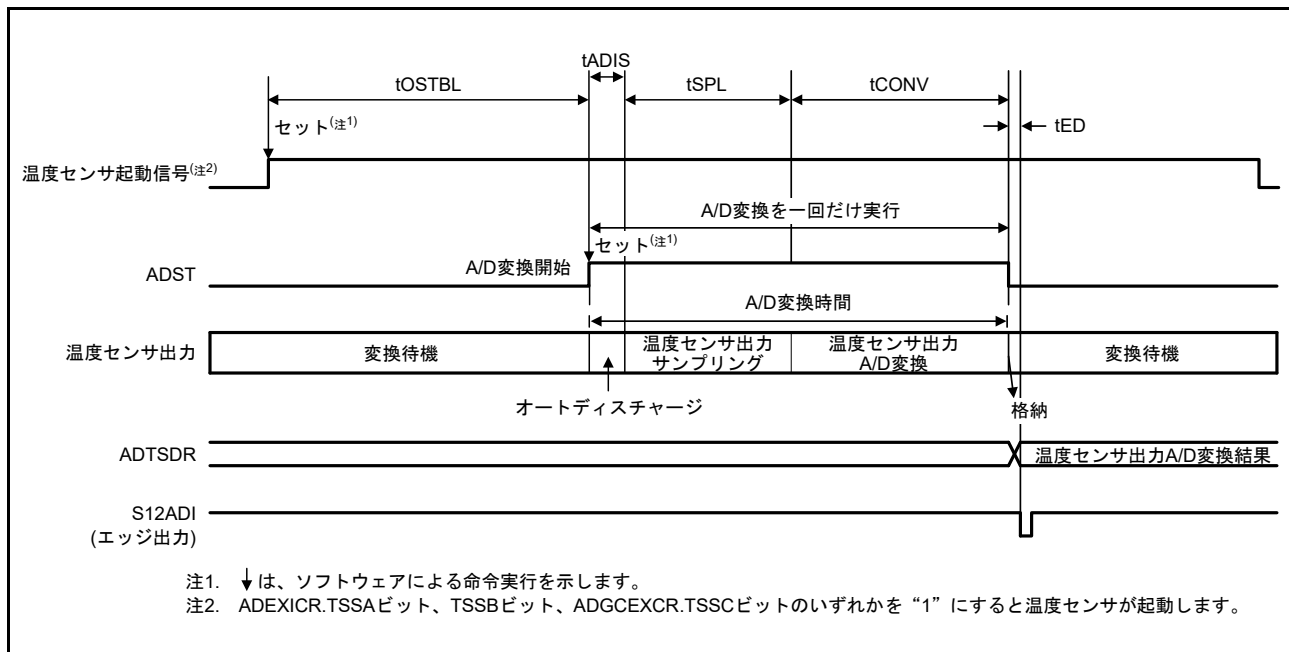 tADIS
tOSTBL
tSPL
tCONV
tED
セット(注1)
温度センサ起動信号(注2)
A/D変換を一回だけ実行
セット(注1)
A/D変換開始
ADST
A/D変換時間
温度センサ出力
変換待機
温度センサ出力
サンプリング
温度センサ出力
A/D変換
変換待機
オートディスチャージ
格納
ADTSDR
温度センサ出力A/D変換結果
S12ADI
(エッジ出力)
注1. ↓は、ソフトウェアによる命令実行を示します。
注2. ADEXICR.TSSAビット、TSSBビット、ADGCEXCR.TSSCビットのいずれかを“1”にすると温度センサが起動します。